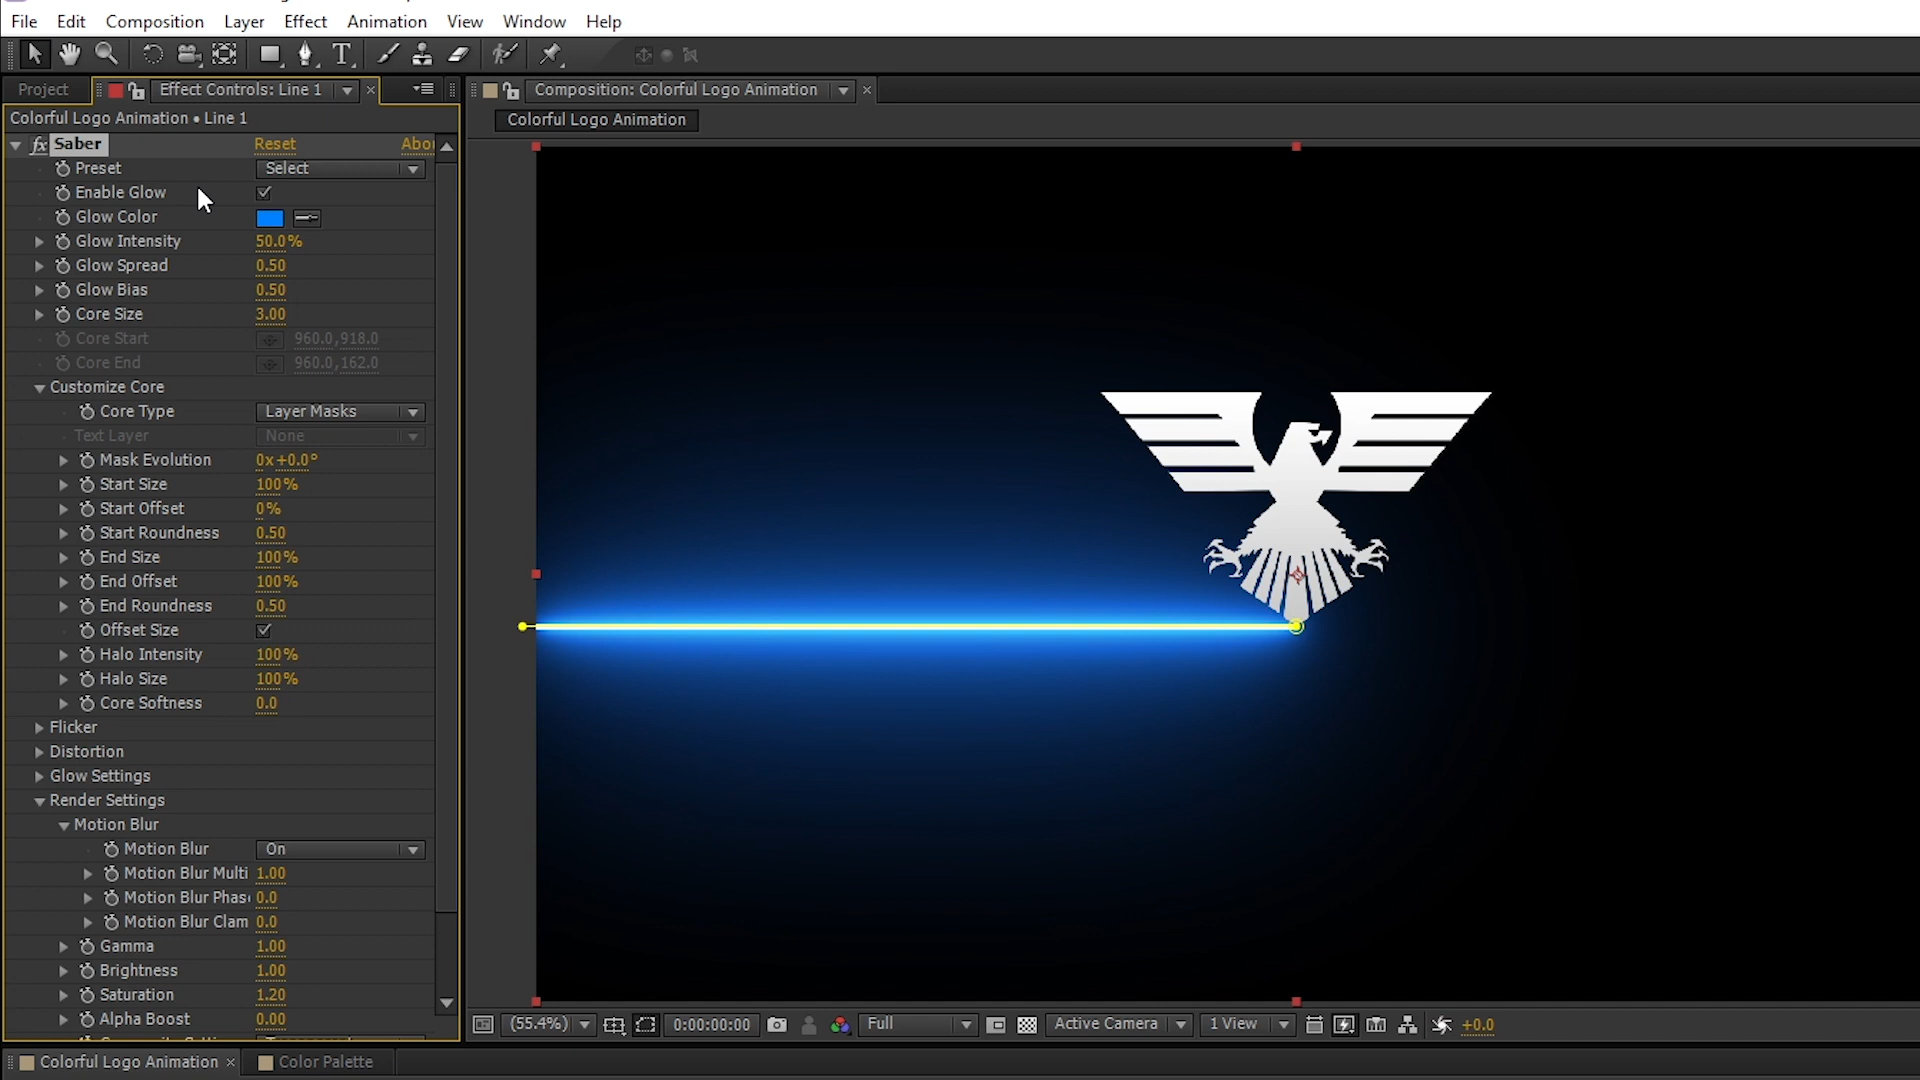 File Edit Composition Layer Effect Animation View Window Help
Project Effect Controls: Line 1
Composition: Colorful Logo Animation
Colorful Logo Animation • Line 1
Colorful Logo Animation
fx Saber Reset Abou
Preset Select
Enable Glow
Glow Color
Glow Intensity 50.0%
Glow Spread 0.50
Glow Bias 0.50
Core Size 3.00
Core Start 960.0,918.0
Core End 960.0,162.0
Customize Core
Core Type Layer Masks
Text Layer None
Mask Evolution 0x+0.0°
Start Size 100%
Start Offset 0%
Start Roundness 0.50
End Size 100%
End Offset 100%
End Roundness 0.50
Offset Size
Halo Intensity 100%
Halo Size 100%
Core Softness 0.0
Flicker
Distortion
Glow Settings
Render Settings
Motion Blur
Motion Blur On
Motion Blur Multi 1.00
Motion Blur Phas 0.0
Motion Blur Clam 0.0
Gamma 1.00
Brightness 1.00
Saturation 1.20
Alpha Boost 0.00
(55.4%) 0:00:00:00 Full Active Camera 1 View +0.0
Colorful Logo Animation Color Palette